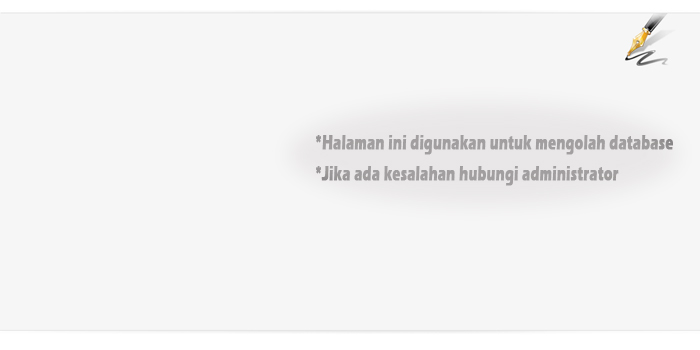 *Halaman ini digunakan untuk mengolah database
*Jika ada kesalahan hubungi administrator